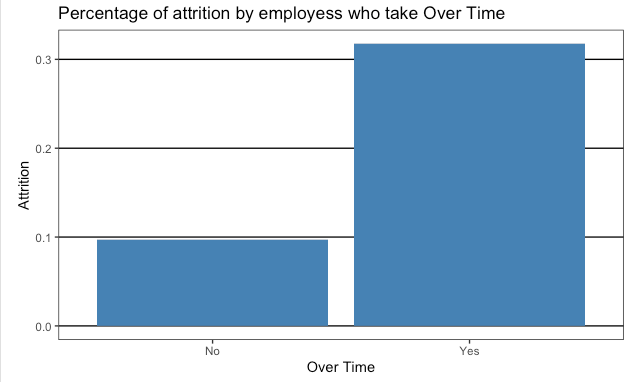 Percentage of attrition by employess who take Over Time
0.3
0.2
0.1
0.0
Attrition
No Yes
Over Time